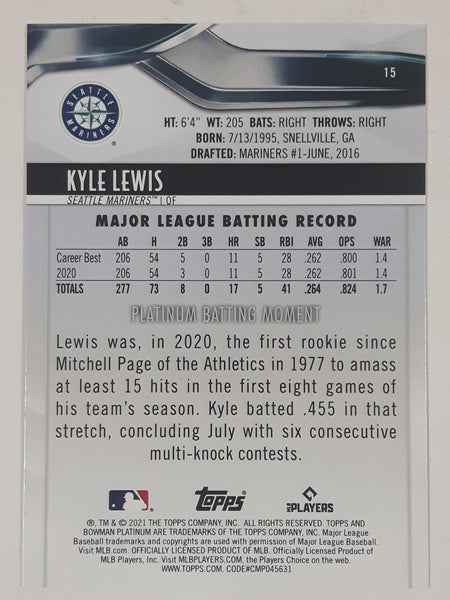 15
SEATTLE
MARINERS
®
HT: 6'4" WT: 205 BATS: RIGHT THROWS: RIGHT
BORN: 7/13/1995, SNELLVILLE, GA
DRAFTED: MARINERS #1-JUNE, 2016
KYLE LEWIS
SEATTLE MARINERS™ | OF
MAJOR LEAGUE BATTING RECORD
AB H 2B 3B HR SB RBI AVG OPS WAR
Career Best 206 54 5 0 11 5 28 .262 .800 1.4
2020 206 54 3 0 11 5 28 .262 .801 1.4
TOTALS 277 73 8 0 17 5 41 .264 .824 1.7
PLATINUM BATTING MOMENT
Lewis was, in 2020, the first rookie since
Mitchell Page of the Athletics in 1977 to amass
at least 15 hits in the first eight games of
his team's season. Kyle batted .455 in that
stretch, concluding July with six consecutive
multi-knock contests.
topps
MLB PLAYERS
®, TM & © 2021 THE TOPPS COMPANY, INC. ALL RIGHTS RESERVED. TOPPS AND
BOWMAN PLATINUM ARE TRADEMARKS OF THE TOPPS COMPANY, INC. Major League
Baseball trademarks and copyrights are used with permission of Major League Baseball.
Visit MLB.com. OFFICIALLY LICENSED PRODUCT OF MLB. Officially Licensed Product of
MLB Players, Inc. Visit MLBPLAYERS.com, the Players Choice on the web.
WWW.TOPPS.COM. CODE#CMP045631